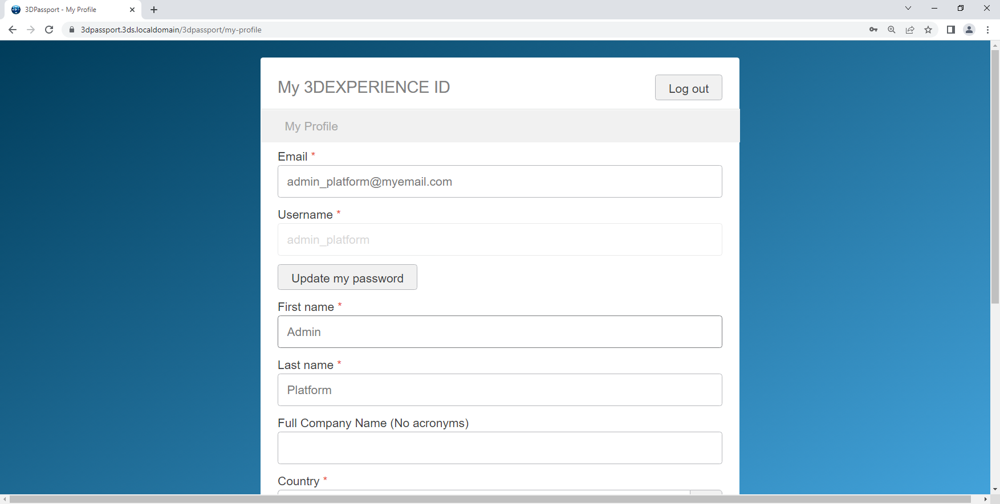 3DPassport - My Profile
3dpassport.3ds.localdomain/3dpassport/my-profile
My 3DEXPERIENCE ID
Log out
My Profile
Email *
admin_platform@myemail.com
Username *
admin_platform
Update my password
First name *
Admin
Last name *
Platform
Full Company Name (No acronyms)
Country *